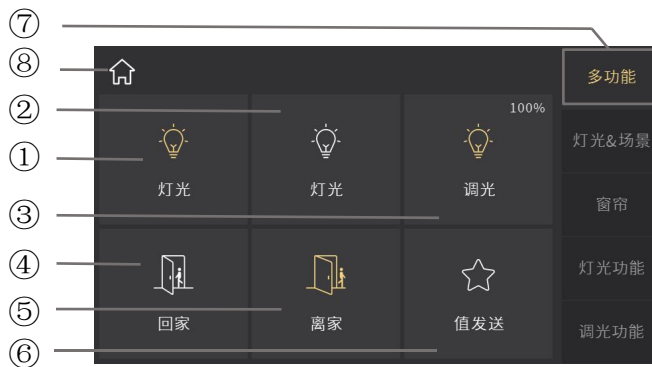 ⑦
⑧
多功能
②
100%
灯光&场景
①
灯光
灯光
调光
③
窗帘
④
灯光功能
⑤
回家
离家
值发送
调光功能
⑥